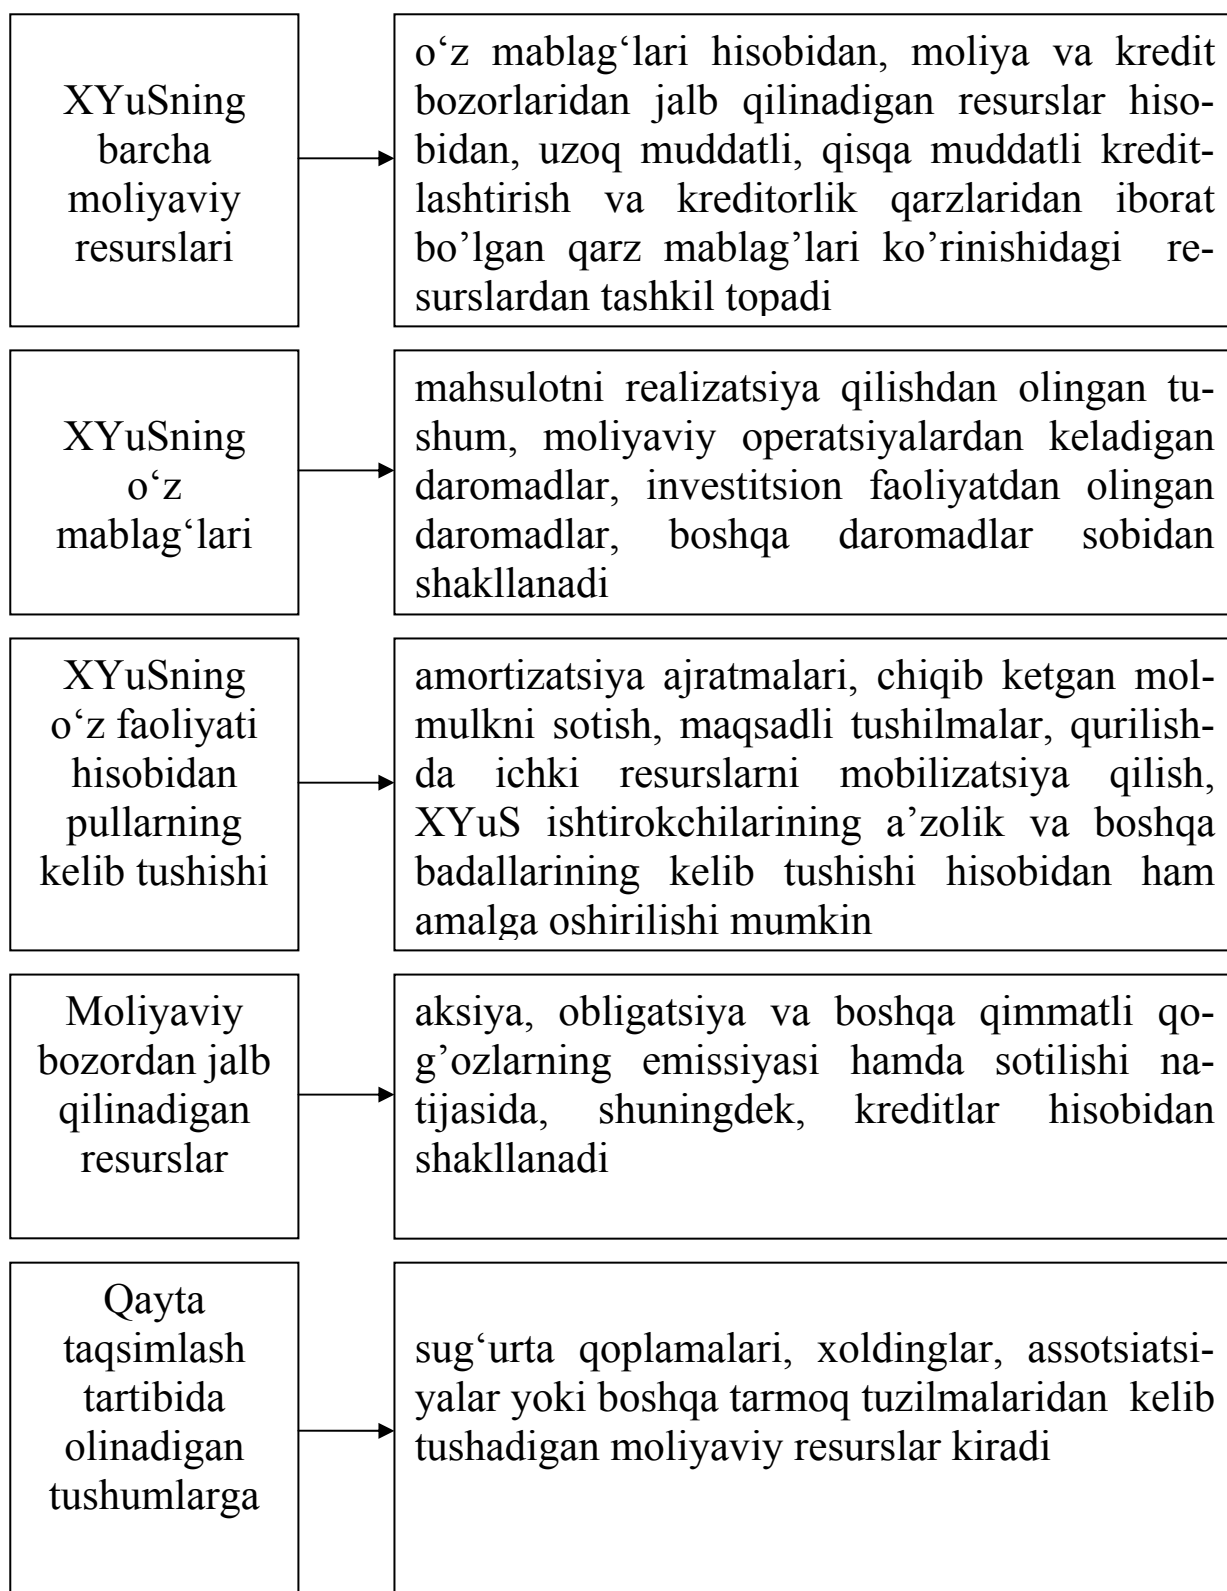 XYuSning
barcha
moliyaviy
resurslari
o‘z mablag‘lari hisobidan, moliya va kredit
bozorlaridan jalb qilinadigan resurslar hiso-
bidan, uzoq muddatli, qisqa muddatli kredit-
lashtirish va kreditorlik qarzlaridan iborat
bo’lgan qarz mablag’lari ko’rinishidagi re-
surslardan tashkil topadi
XYuSning
o‘z
mablag‘lari
mahsulotni realizatsiya qilishdan olingan tu-
shum, moliyaviy operatsiyalardan keladigan
daromadlar, investitsion faoliyatdan olingan
daromadlar, boshqa daromadlar sobidan
shakllanadi
XYuSning
o‘z faoliyati
hisobidan
pullarning
kelib tushishi
amortizatsiya ajratmalari, chiqib ketgan mol-
mulkni sotish, maqsadli tushilmalar, qurilish-
da ichki resurslarni mobilizatsiya qilish,
XYuS ishtirokchilarining a’zolik va boshqa
badallarining kelib tushishi hisobidan ham
amalga oshirilishi mumkin
Moliyaviy
bozordan jalb
qilinadigan
resurslar
aksiya, obligatsiya va boshqa qimmatli qo-
g’ozlarning emissiyasi hamda sotilishi na-
tijasida, shuningdek, kreditlar hisobidan
shakllanadi
Qayta
taqsimlash
tartibida
olinadigan
tushumlarga
sug‘urta qoplamalari, xoldinglar, assotsiatsi-
yalar yoki boshqa tarmoq tuzilmalaridan kelib
tushadigan moliyaviy resurslar kiradi